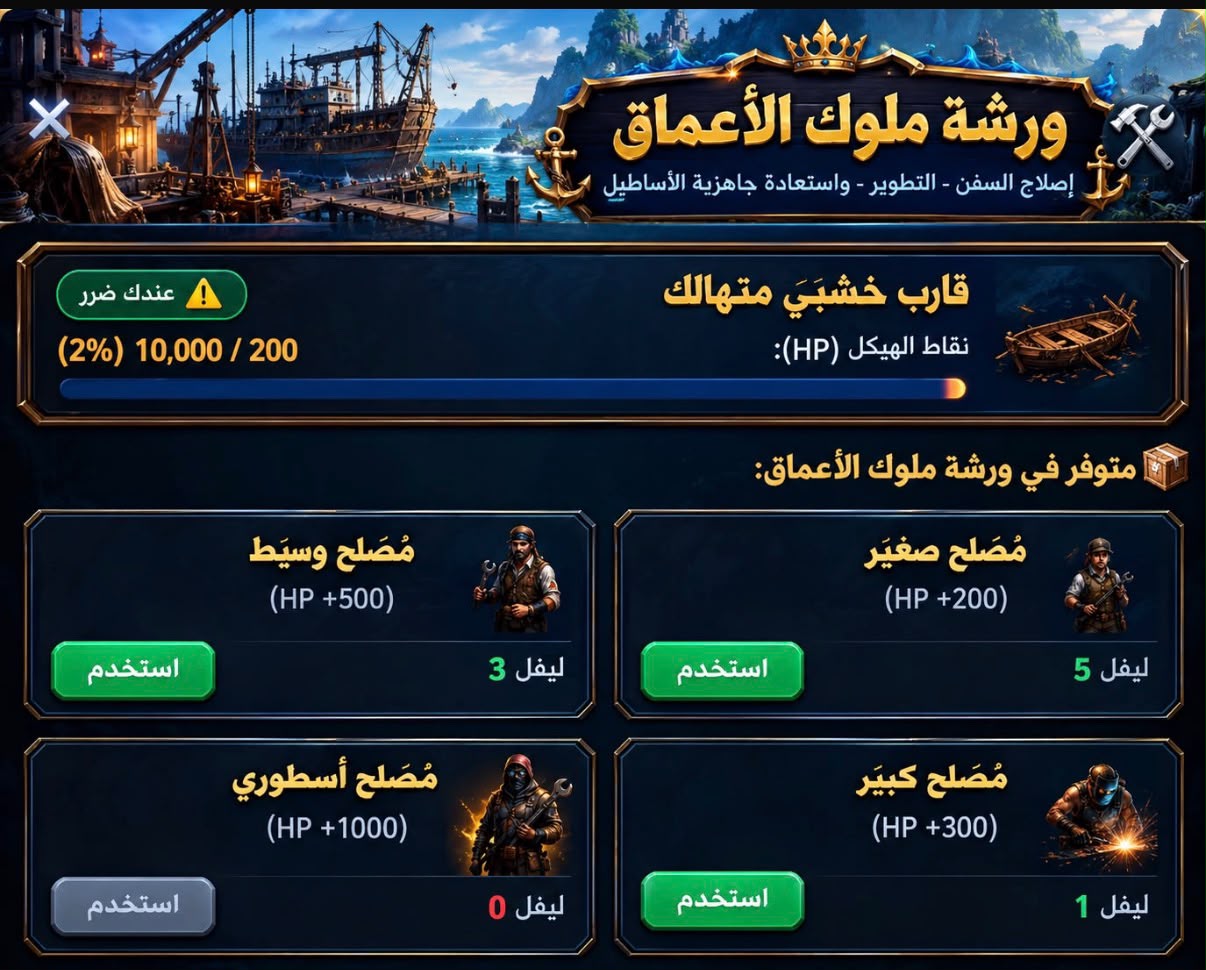 ورشة ملوك الأعماق
إصلاح السفن - التطوير - واستعادة جاهزية الأساطيل
قارب خشبَيَ متهالك
عندك ضرر
نقاط الهيكل (HP):
200 / 10,000 (2%)
متوفر في ورشة ملوك الأعماق:
مُصَلح صغيَر
(HP +200)
ليفل 5
استخدم
مُصَلح وسيَط
(HP +500)
ليفل 3
استخدم
مُصَلح كبيَر
(HP +300)
ليفل 1
استخدم
مُصَلح أسطوري
(HP +1000)
ليفل 0
استخدم